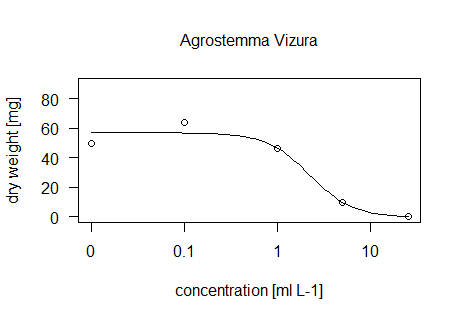 Agrostemma Vizura
dry weight [mg]
80
60
40
20
0
0 0.1 1 10
concentration [ml L-1]